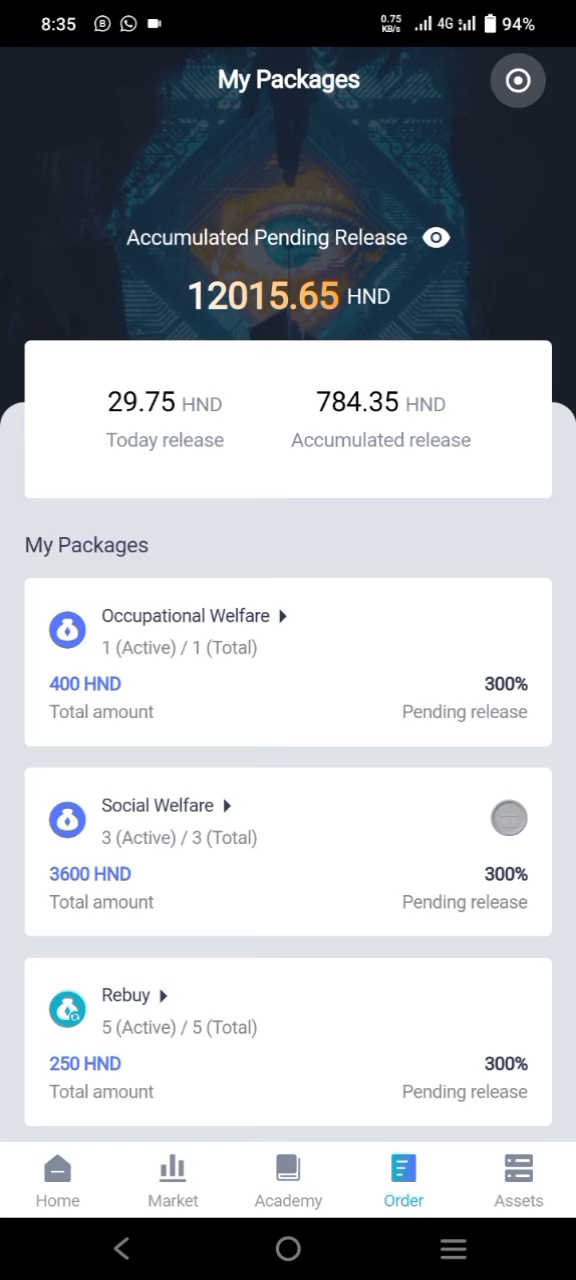 8:35
0.75
KB/s
4G
94%
My Packages
Accumulated Pending Release
12015.65 HND
29.75 HND
784.35 HND
Today release
Accumulated release
My Packages
Occupational Welfare
1 (Active) / 1 (Total)
400 HND
300%
Total amount
Pending release
Social Welfare
3 (Active) / 3 (Total)
3600 HND
300%
Total amount
Pending release
Rebuy
5 (Active) / 5 (Total)
250 HND
300%
Total amount
Pending release
Home
Market
Academy
Order
Assets